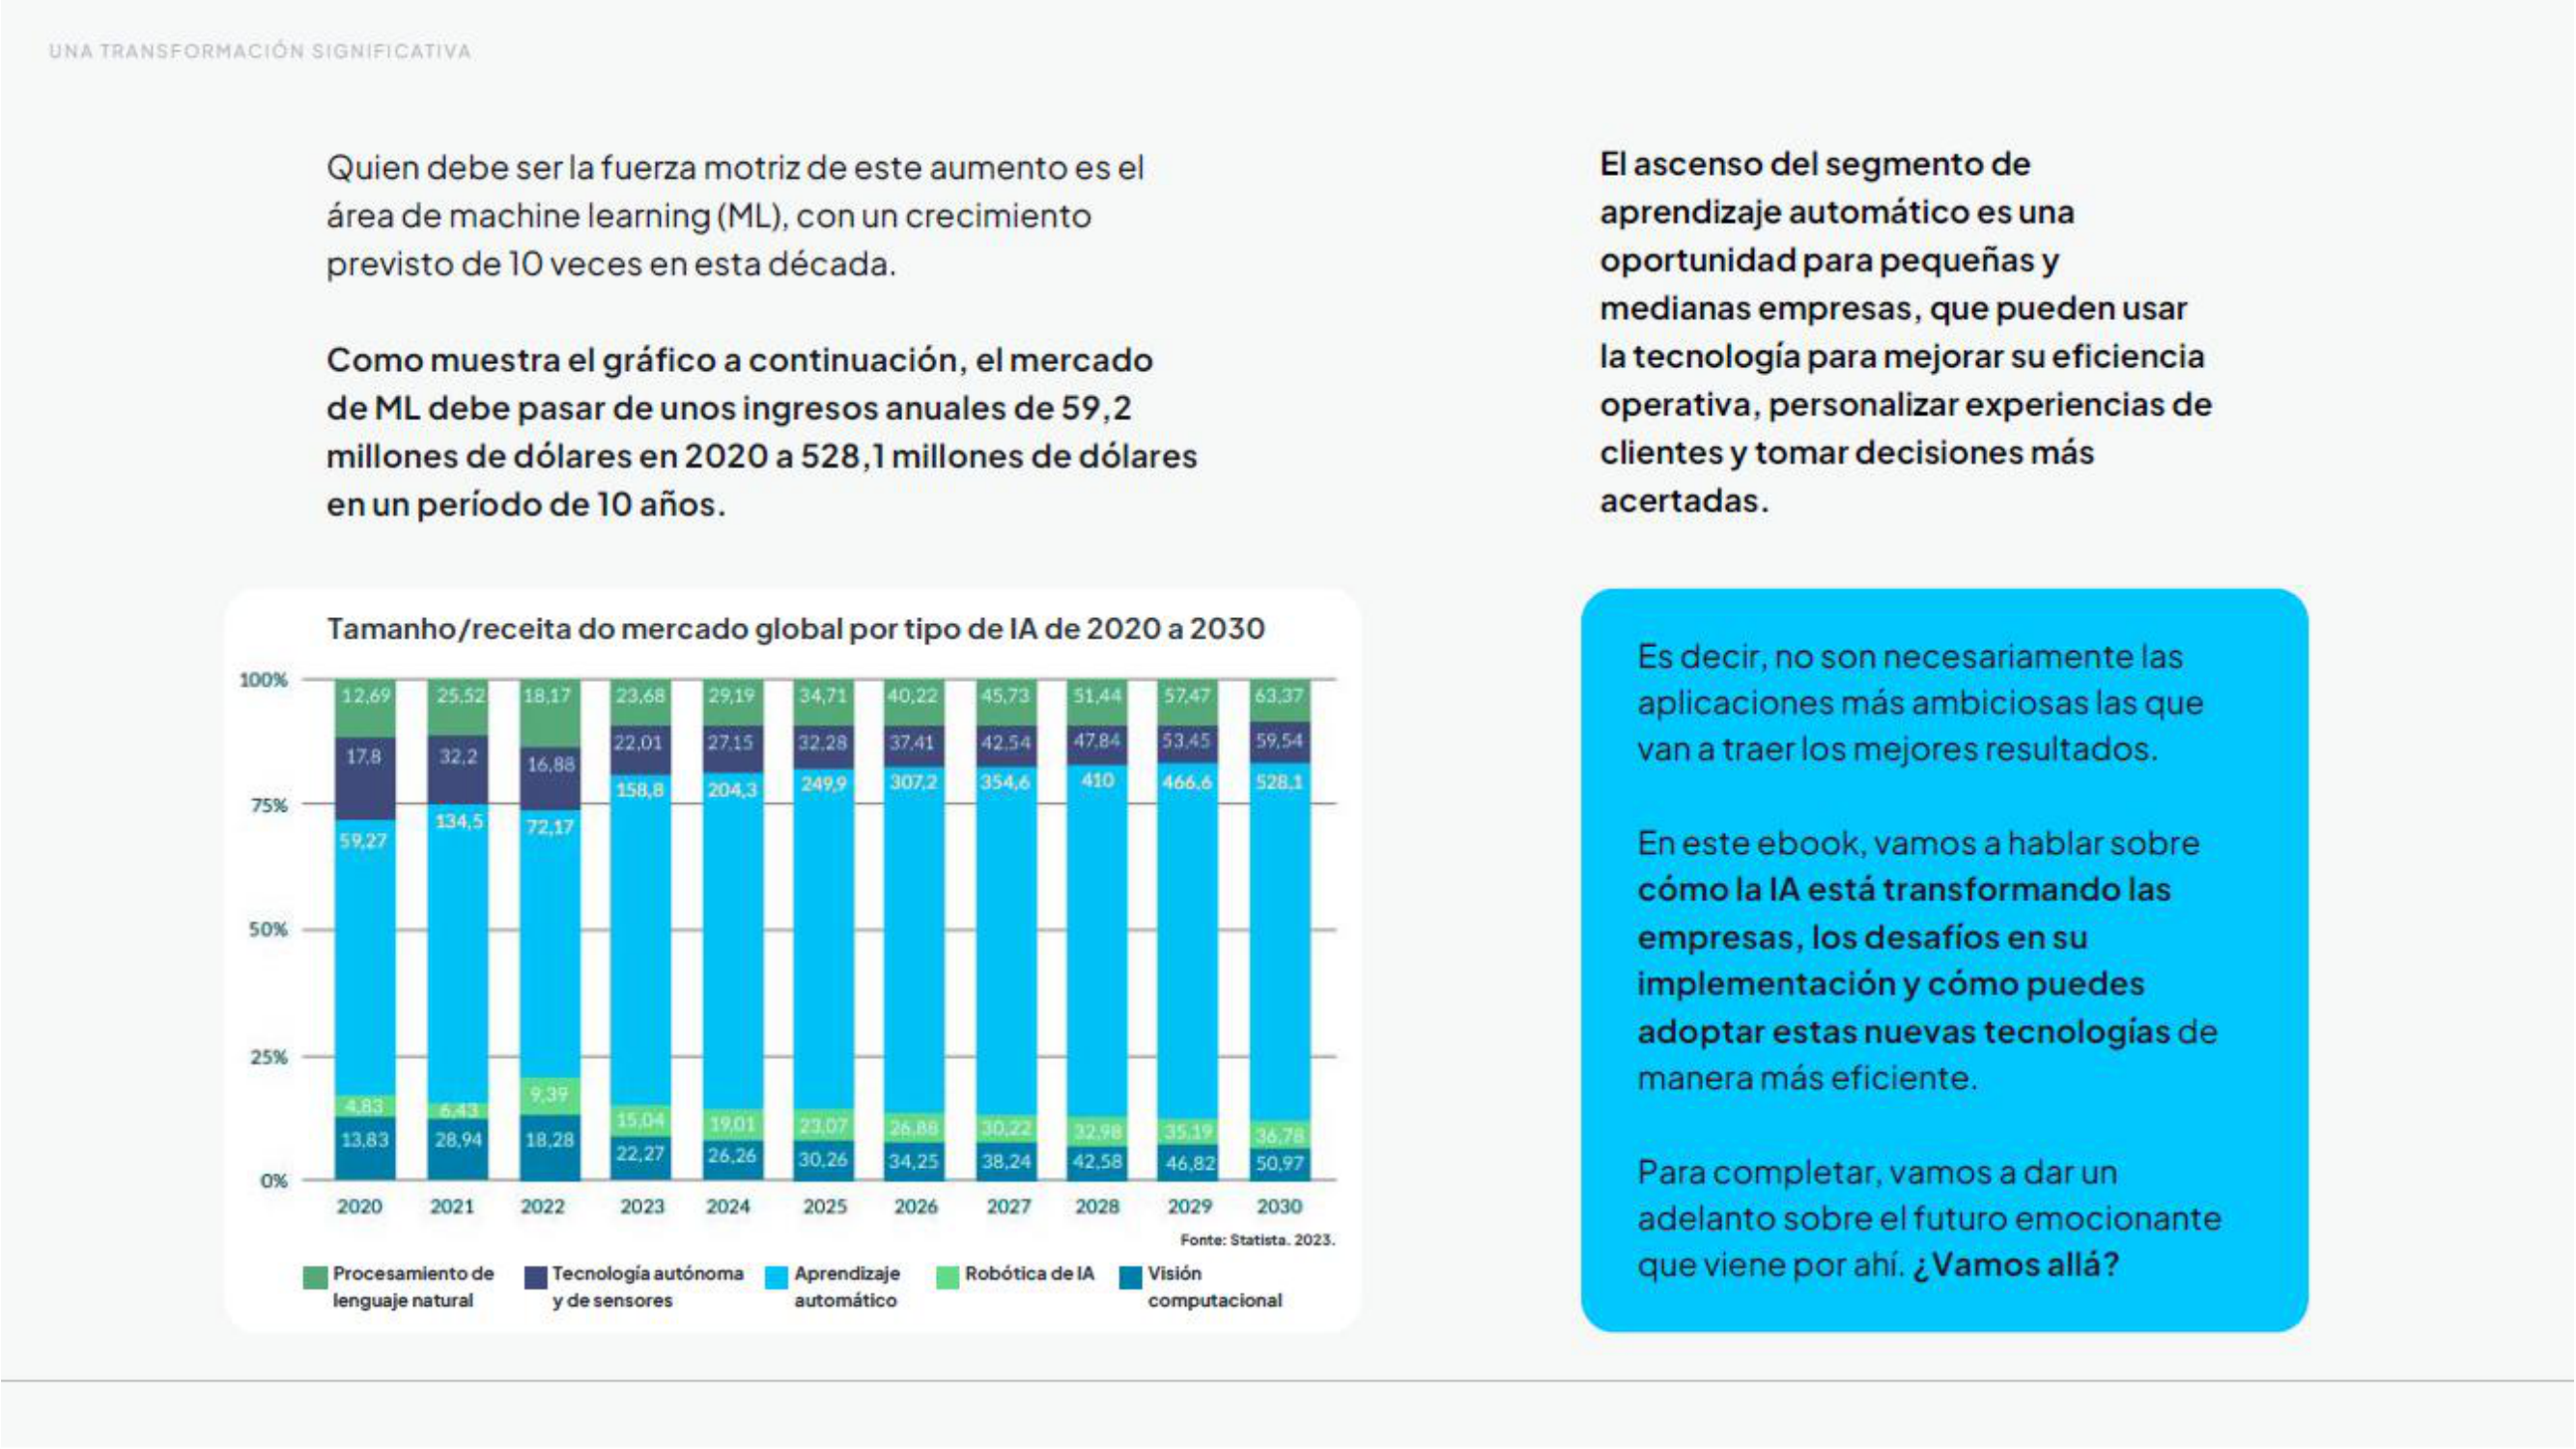 UNA TRANSFORMACIÓN SIGNIFICATIVA
Quien debe ser la fuerza motriz de este aumento es el
área de machine learning (ML), con un crecimiento
previsto de 10 veces en esta década.
Como muestra el gráfico a continuación, el mercado
de ML debe pasar de unos ingresos anuales de 59,2
millones de dólares en 2020 a 528,1 millones de dólares
en un período de 10 años.
Tamanho/receita do mercado global por tipo de IA de 2020 a 2030
100%
12,69 25,52 18,17 23,68 29,19 34,71 40,22 45,73 51,44 57,47 63,37
17,8 32,2 16,88 22,01 27,15 32,28 37,41 42,54 47,84 53,45 59,54
75%
59,27 134,5 72,17 158,8 204,3 249,9 307,2 354,6 410 466,6 528,1
50%
25%
4,83 6,43 9,39 15,04 19,01 23,07 26,88 30,22 32,98 35,19 36,78
13,83 28,94 18,28 22,27 26,26 30,26 34,25 38,24 42,58 46,82 50,97
0%
2020 2021 2022 2023 2024 2025 2026 2027 2028 2029 2030
Fonte: Statista. 2023.
Procesamiento de
lenguaje natural
Tecnología autónoma
y de sensores
Aprendizaje
automático
Robótica de IA
Visión
computacional
El ascenso del segmento de
aprendizaje automático es una
oportunidad para pequeñas y
medianas empresas, que pueden usar
la tecnología para mejorar su eficiencia
operativa, personalizar experiencias de
clientes y tomar decisiones más
acertadas.
Es decir, no son necesariamente las
aplicaciones más ambiciosas las que
van a traer los mejores resultados.
En este ebook, vamos a hablar sobre
cómo la IA está transformando las
empresas, los desafíos en su
implementación y cómo puedes
adoptar estas nuevas tecnologías de
manera más eficiente.
Para completar, vamos a dar un
adelanto sobre el futuro emocionante
que viene por ahí. ¿Vamos allá?